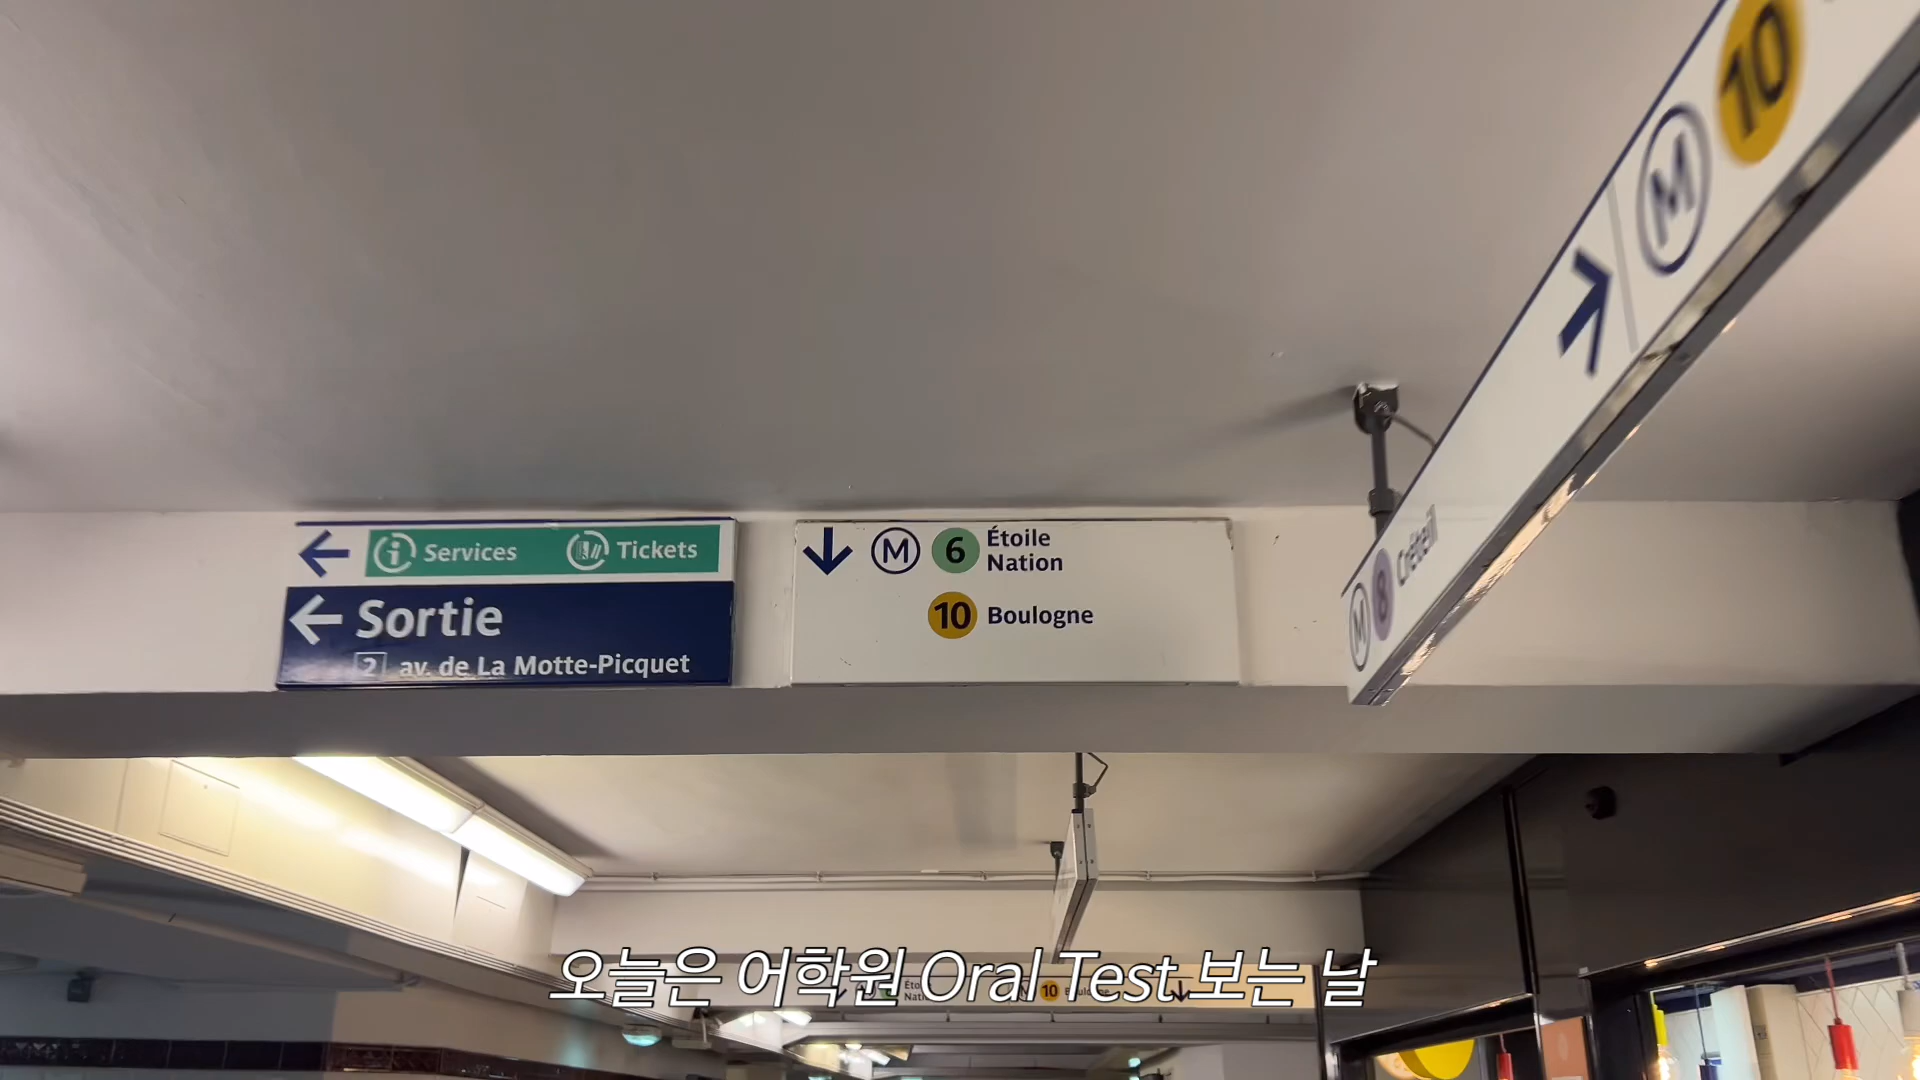 Services Tickets
Sortie
2 av. de La Motte-Picquet
M 6 Étoile
Nation
10 Boulogne
M 10
M 8 Créteil
오늘은 어학원 Oral Test 보는 날
10